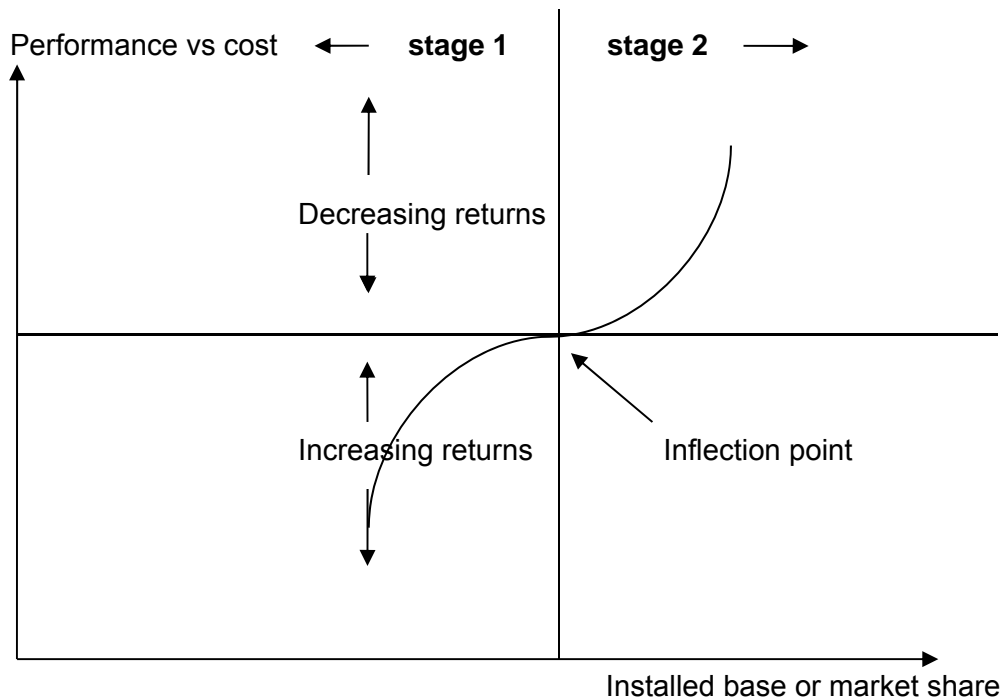 Performance vs cost
stage 1
stage 2
Decreasing returns
Increasing returns
Inflection point
Installed base or market share